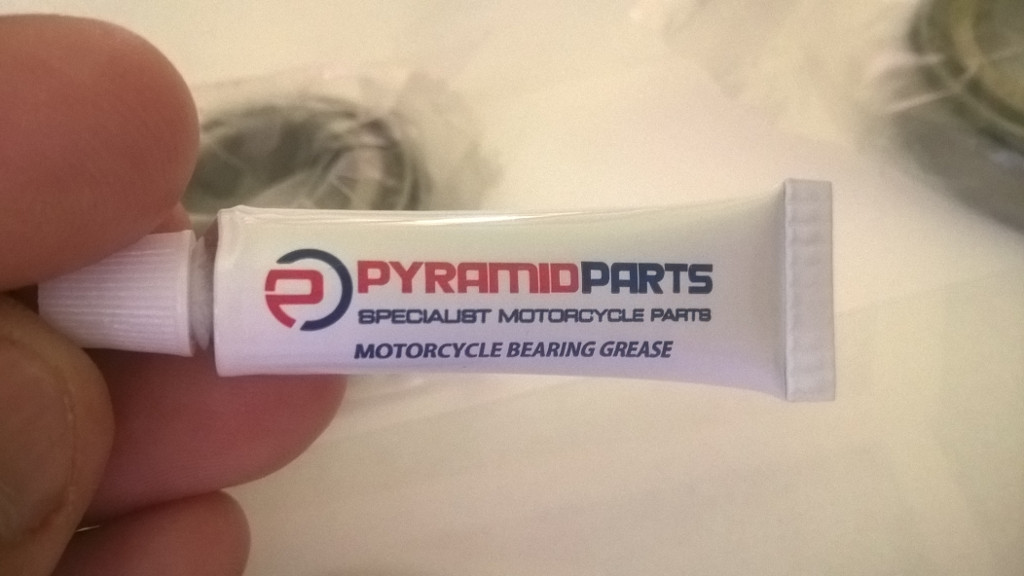 PYRAMIDPARTS
SPECIALIST MOTORCYCLE PARTS
MOTORCYCLE BEARING GREASE